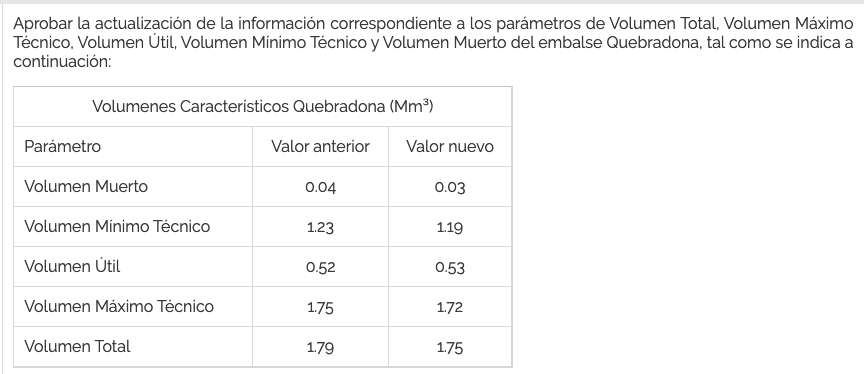 Aprobar la actualización de la información correspondiente a los parámetros de Volumen Total, Volumen Máximo
Técnico, Volumen Útil, Volumen Mínimo Técnico y Volumen Muerto del embalse Quebradona, tal como se indica a
continuación:
Volumenes Característicos Quebradona (Mm³)
Parámetro Valor anterior Valor nuevo
Volumen Muerto 0.04 0.03
Volumen Mínimo Técnico 1.23 1.19
Volumen Útil 0.52 0.53
Volumen Máximo Técnico 1.75 1.72
Volumen Total 1.79 1.75